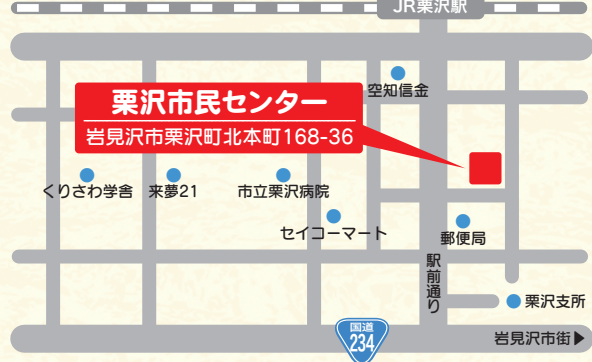 JR栗沢駅
空知信金
栗沢市民センター
岩見沢市栗沢町北本町168-36
くりさわ学舎
来夢21
市立栗沢病院
セイコーマート
郵便局
駅前通り
栗沢支所
国道
234
岩見沢市街▶